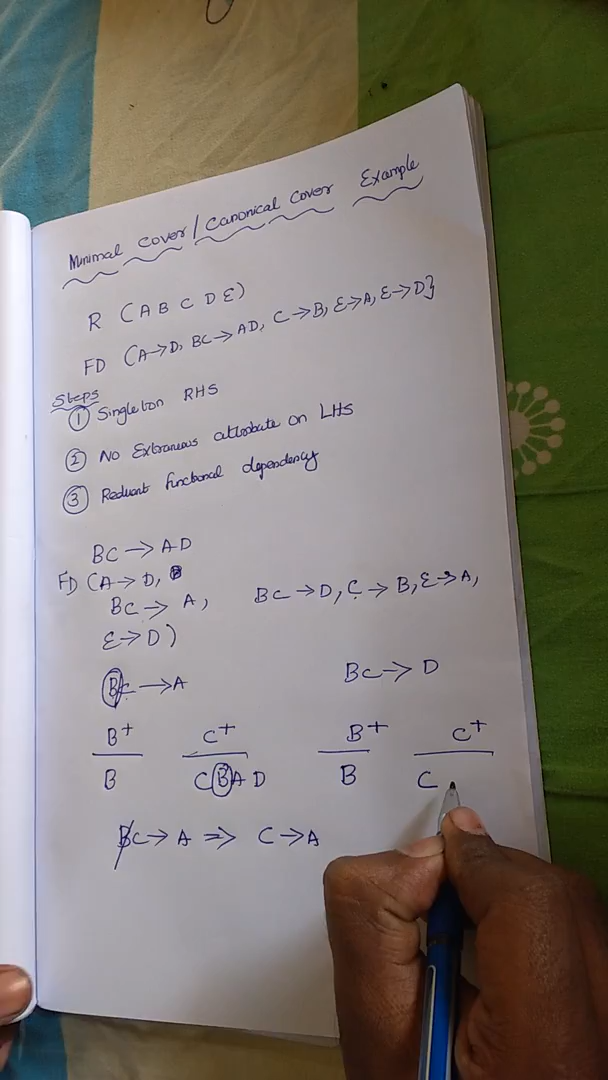 Minimal Cover / Canonical Cover Example
R (A B C D E)
FD (A→D, BC→AD, C→B, E→A, E→D}
Steps
① Singleton RHS
② No Extraneous attribute on LHS
③ Reduant functional dependency
BC → AD
FD (A→ D,
BC → A, BC → D, C → B, E→A,
E→ D)
BC → A BC → D
B+ C+ B+ C+
B CBAD B C
BC → A ⇒ C → A